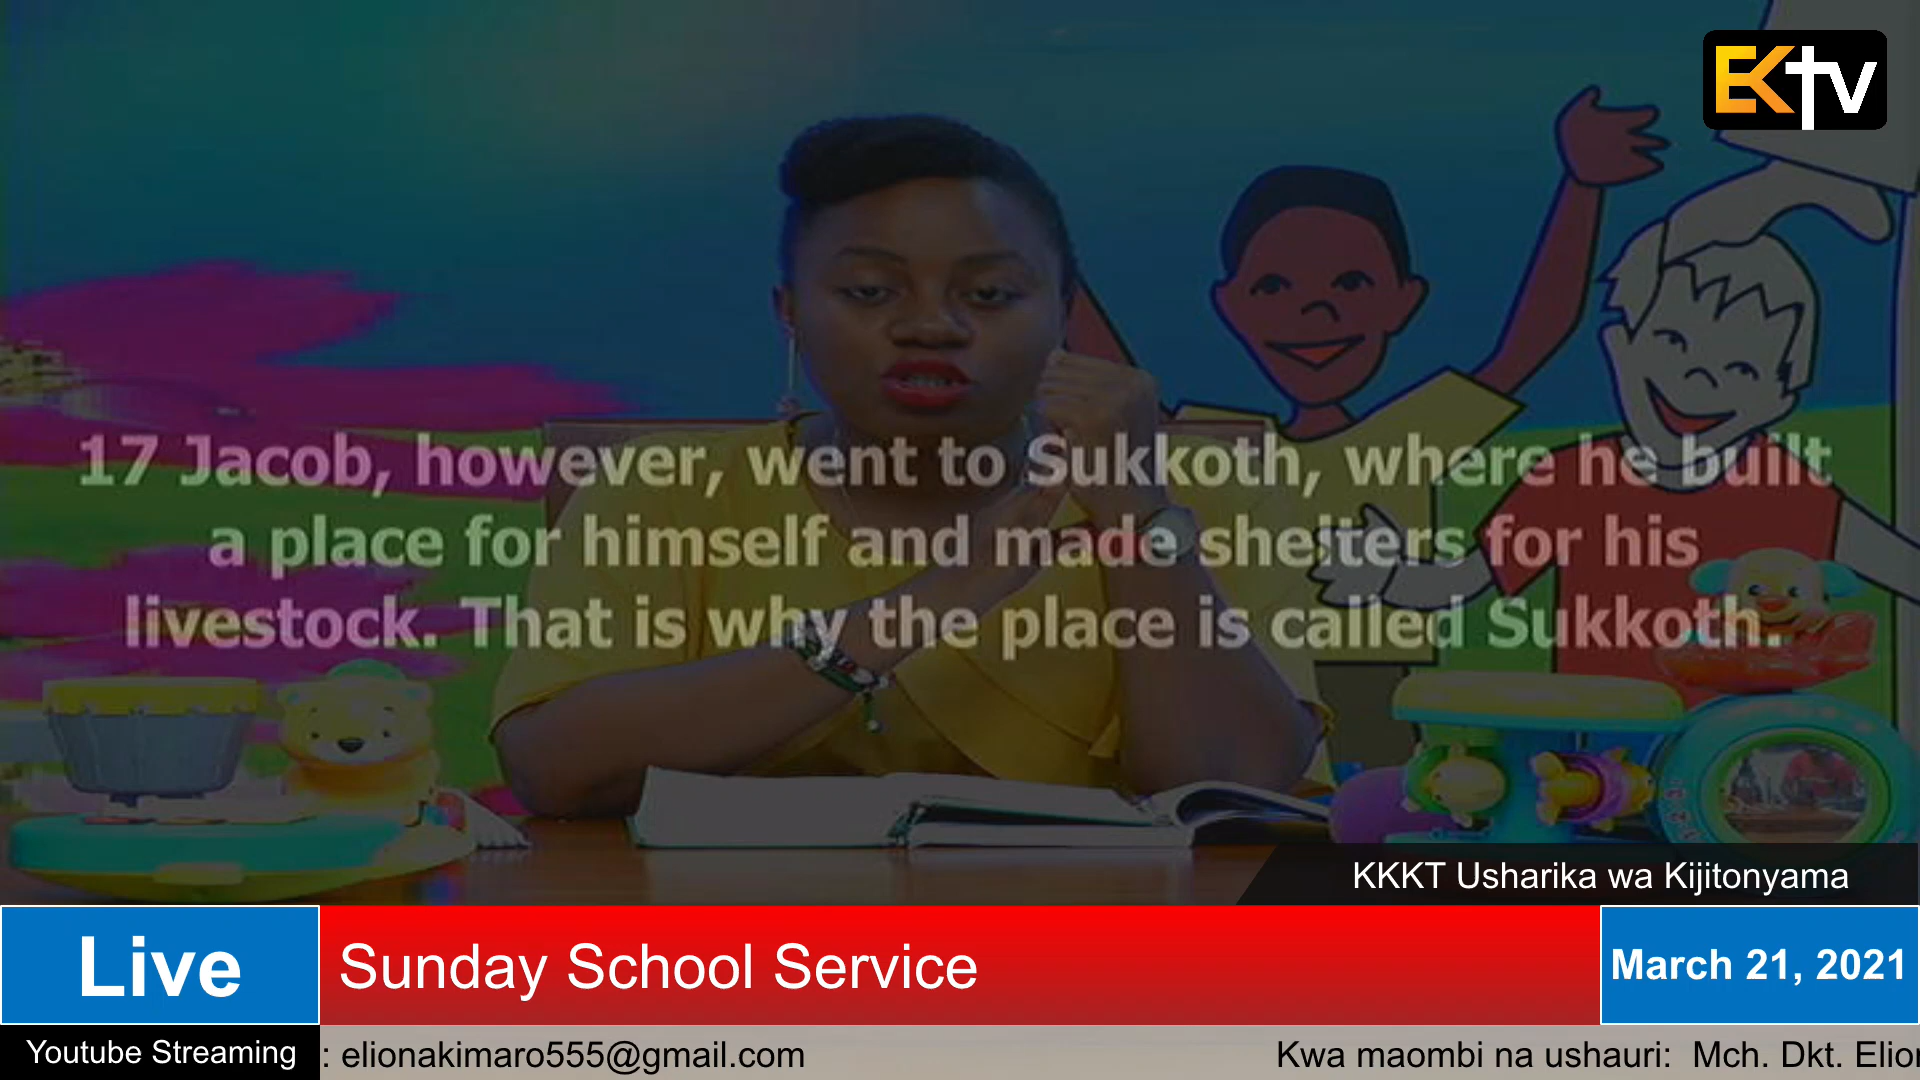 EKTV
17 Jacob, however, went to Sukkoth, where he built
a place for himself and made shelters for his
livestock. That is why the place is called Sukkoth.
KKKT Usharika wa Kijitonyama
Live
Sunday School Service
March 21, 2021
Youtube Streaming
: elionakimaro555@gmail.com
Kwa maombi na ushauri: Mch. Dkt.